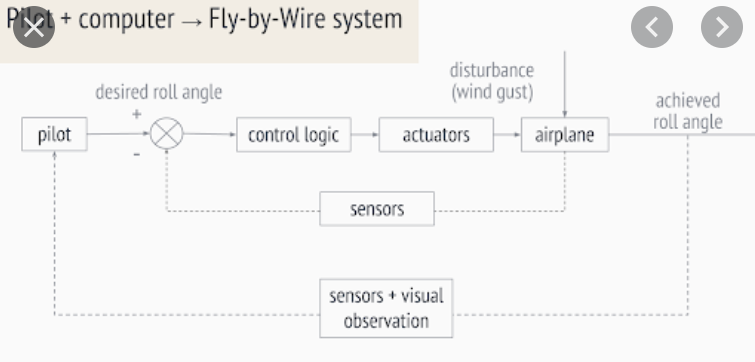 Pilot + computer → Fly-by-Wire system
desired roll angle
+
-
disturbance
(wind gust)
achieved
roll angle
pilot
control logic
actuators
airplane
sensors
sensors + visual
observation